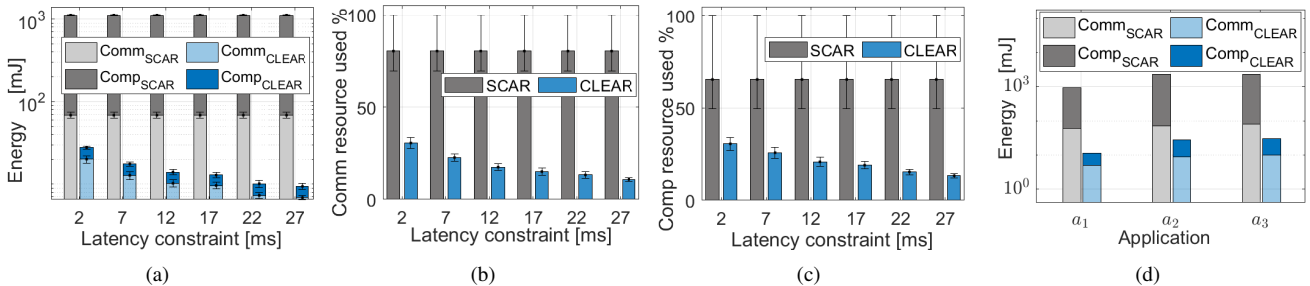 10³
10²
Energy [mJ]
Comm_SCAR Comm_CLEAR
Comp_SCAR Comp_CLEAR
2 7 12 17 22 27
Latency constraint [ms]
(a)
Comm resource used %
100
50
0
SCAR CLEAR
2 7 12 17 22 27
Latency constraint [ms]
(b)
Comp resource used %
100
50
0
SCAR CLEAR
2 7 12 17 22 27
Latency constraint [ms]
(c)
Energy [mJ]
10³
10⁰
Comm_SCAR Comm_CLEAR
Comp_SCAR Comp_CLEAR
a₁ a₂ a₃
Application
(d)